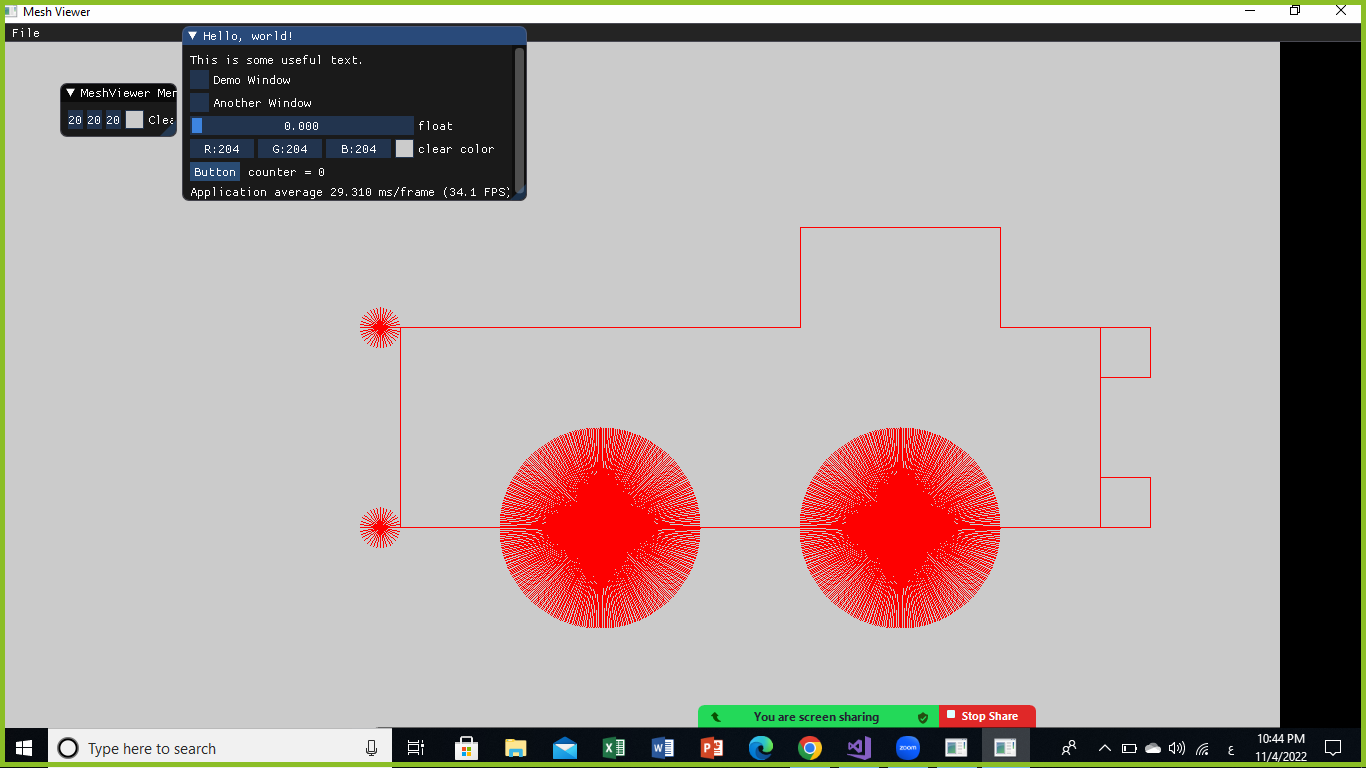 Mesh Viewer
File
Hello, world!
This is some useful text.
Demo Window
Another Window
0.000 float
R:204 G:204 B:204 clear color
Button counter = 0
Application average 29.310 ms/frame (34.1 FPS)
MeshViewer Mer
20 20 20 Clea
You are screen sharing Stop Share
Type here to search
zoom
ع
10:44 PM
11/4/2022